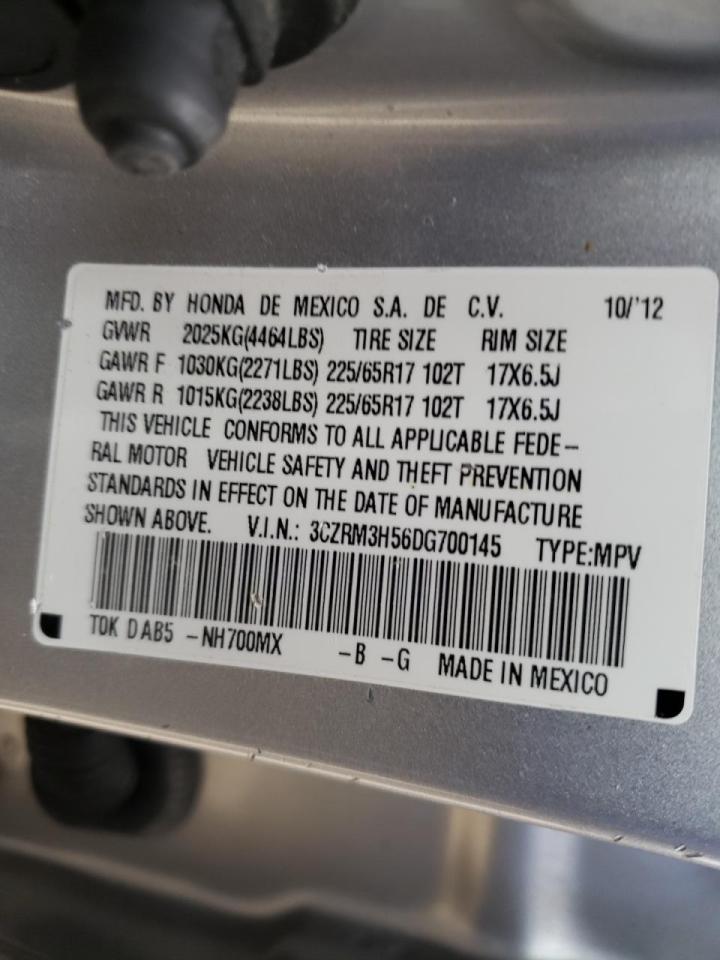 MFD. BY HONDA DE MEXICO S.A. DE C.V. 10/'12
GVWR 2025KG(4464LBS) TIRE SIZE RIM SIZE
GAWR F 1030KG(2271LBS) 225/65R17 102T 17X6.5J
GAWR R 1015KG(2238LBS) 225/65R17 102T 17X6.5J
THIS VEHICLE CONFORMS TO ALL APPLICABLE FEDE-
RAL MOTOR VEHICLE SAFETY AND THEFT PREVENTION
STANDARDS IN EFFECT ON THE DATE OF MANUFACTURE
SHOWN ABOVE. V.I.N.: 3CZRM3H56DG700145 TYPE:MPV
T0K D AB5 -NH700MX -B -G MADE IN MEXICO